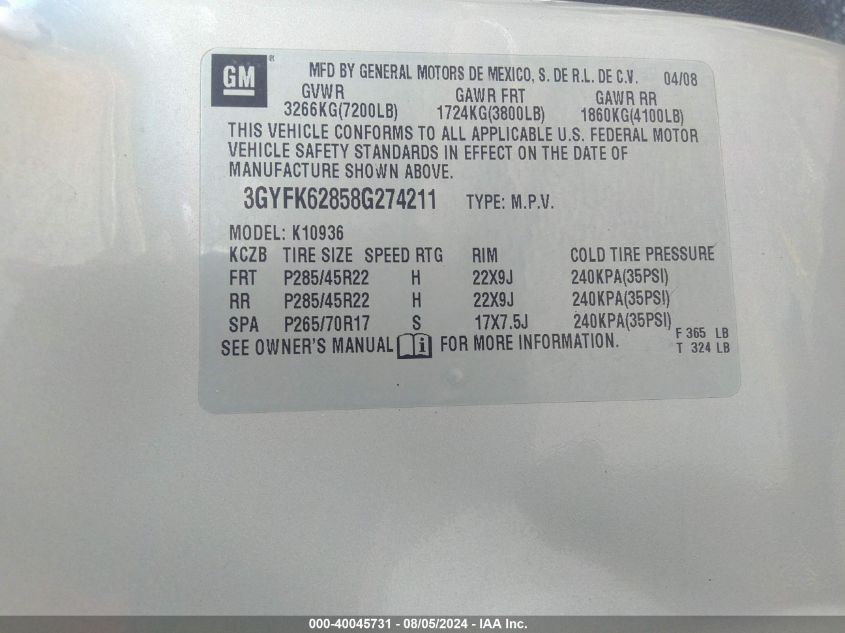 GM ® MFD BY GENERAL MOTORS DE MEXICO, S. DE R.L. DE C.V. 04/08
GVWR GAWR FRT GAWR RR
3266KG(7200LB) 1724KG(3800LB) 1860KG(4100LB)
THIS VEHICLE CONFORMS TO ALL APPLICABLE U.S. FEDERAL MOTOR
VEHICLE SAFETY STANDARDS IN EFFECT ON THE DATE OF
MANUFACTURE SHOWN ABOVE.
3GYFK62858G274211 TYPE: M.P.V.
MODEL: K10936
KCZB TIRE SIZE SPEED RTG RIM COLD TIRE PRESSURE
FRT P285/45R22 H 22X9J 240KPA(35PSI)
RR P285/45R22 H 22X9J 240KPA(35PSI)
SPA P265/70R17 S 17X7.5J 240KPA(35PSI)
F 365 LB
SEE OWNER'S MANUAL i FOR MORE INFORMATION. T 324 LB
000-40045731 - 08/05/2024 - IAA Inc.